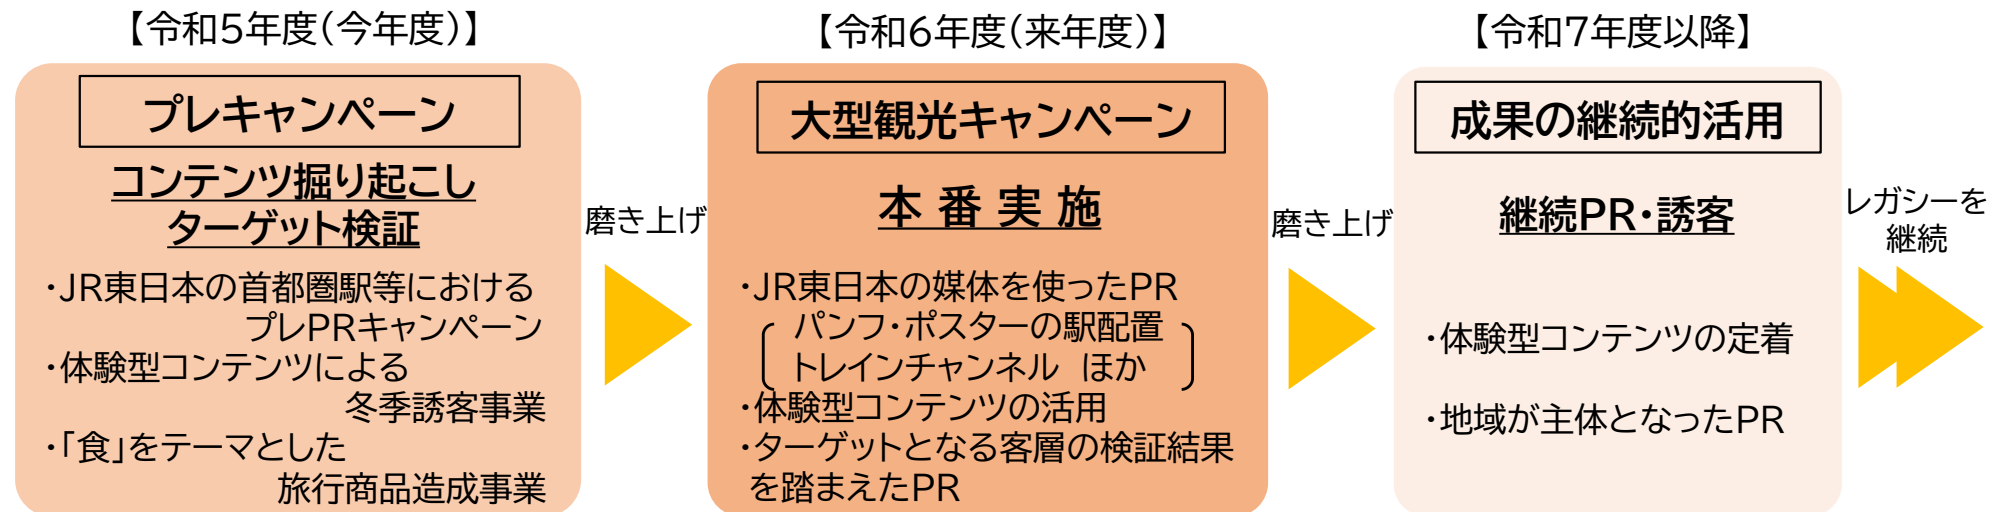 【令和5年度(今年度)】
プレキャンペーン
コンテンツ掘り起こし
ターゲット検証
・JR東日本の首都圏駅等における
プレPRキャンペーン
・体験型コンテンツによる
冬季誘客事業
・「食」をテーマとした
旅行商品造成事業
磨き上げ
【令和6年度(来年度)】
大型観光キャンペーン
本番実施
・JR東日本の媒体を使ったPR
パンフ・ポスターの駅配置
トレインチャンネル ほか
・体験型コンテンツの活用
・ターゲットとなる客層の検証結果
を踏まえたPR
磨き上げ
【令和7年度以降】
成果の継続的活用
継続PR・誘客
・体験型コンテンツの定着
・地域が主体となったPR
レガシーを
継続